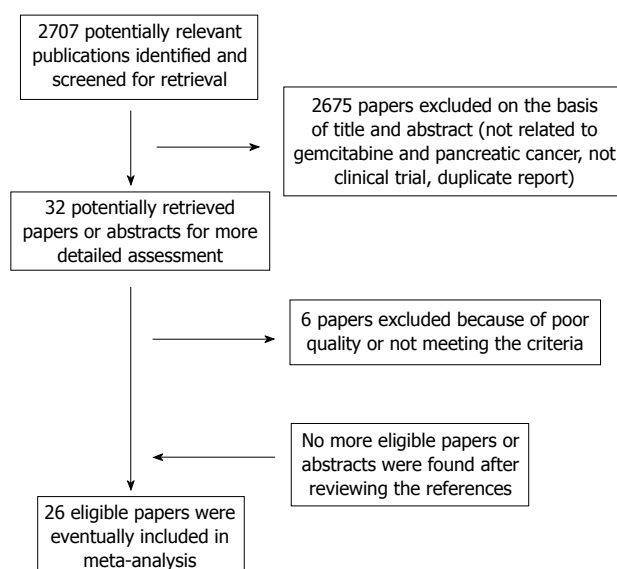 2707 potentially relevant
publications identified and
screened for retrieval
2675 papers excluded on the basis
of title and abstract (not related to
gemcitabine and pancreatic cancer, not
clinical trial, duplicate report)
32 potentially retrieved
papers or abstracts for more
detailed assessment
6 papers excluded because of poor
quality or not meeting the criteria
No more eligible papers or
abstracts were found after
reviewing the references
26 eligible papers were
eventually included in
meta-analysis